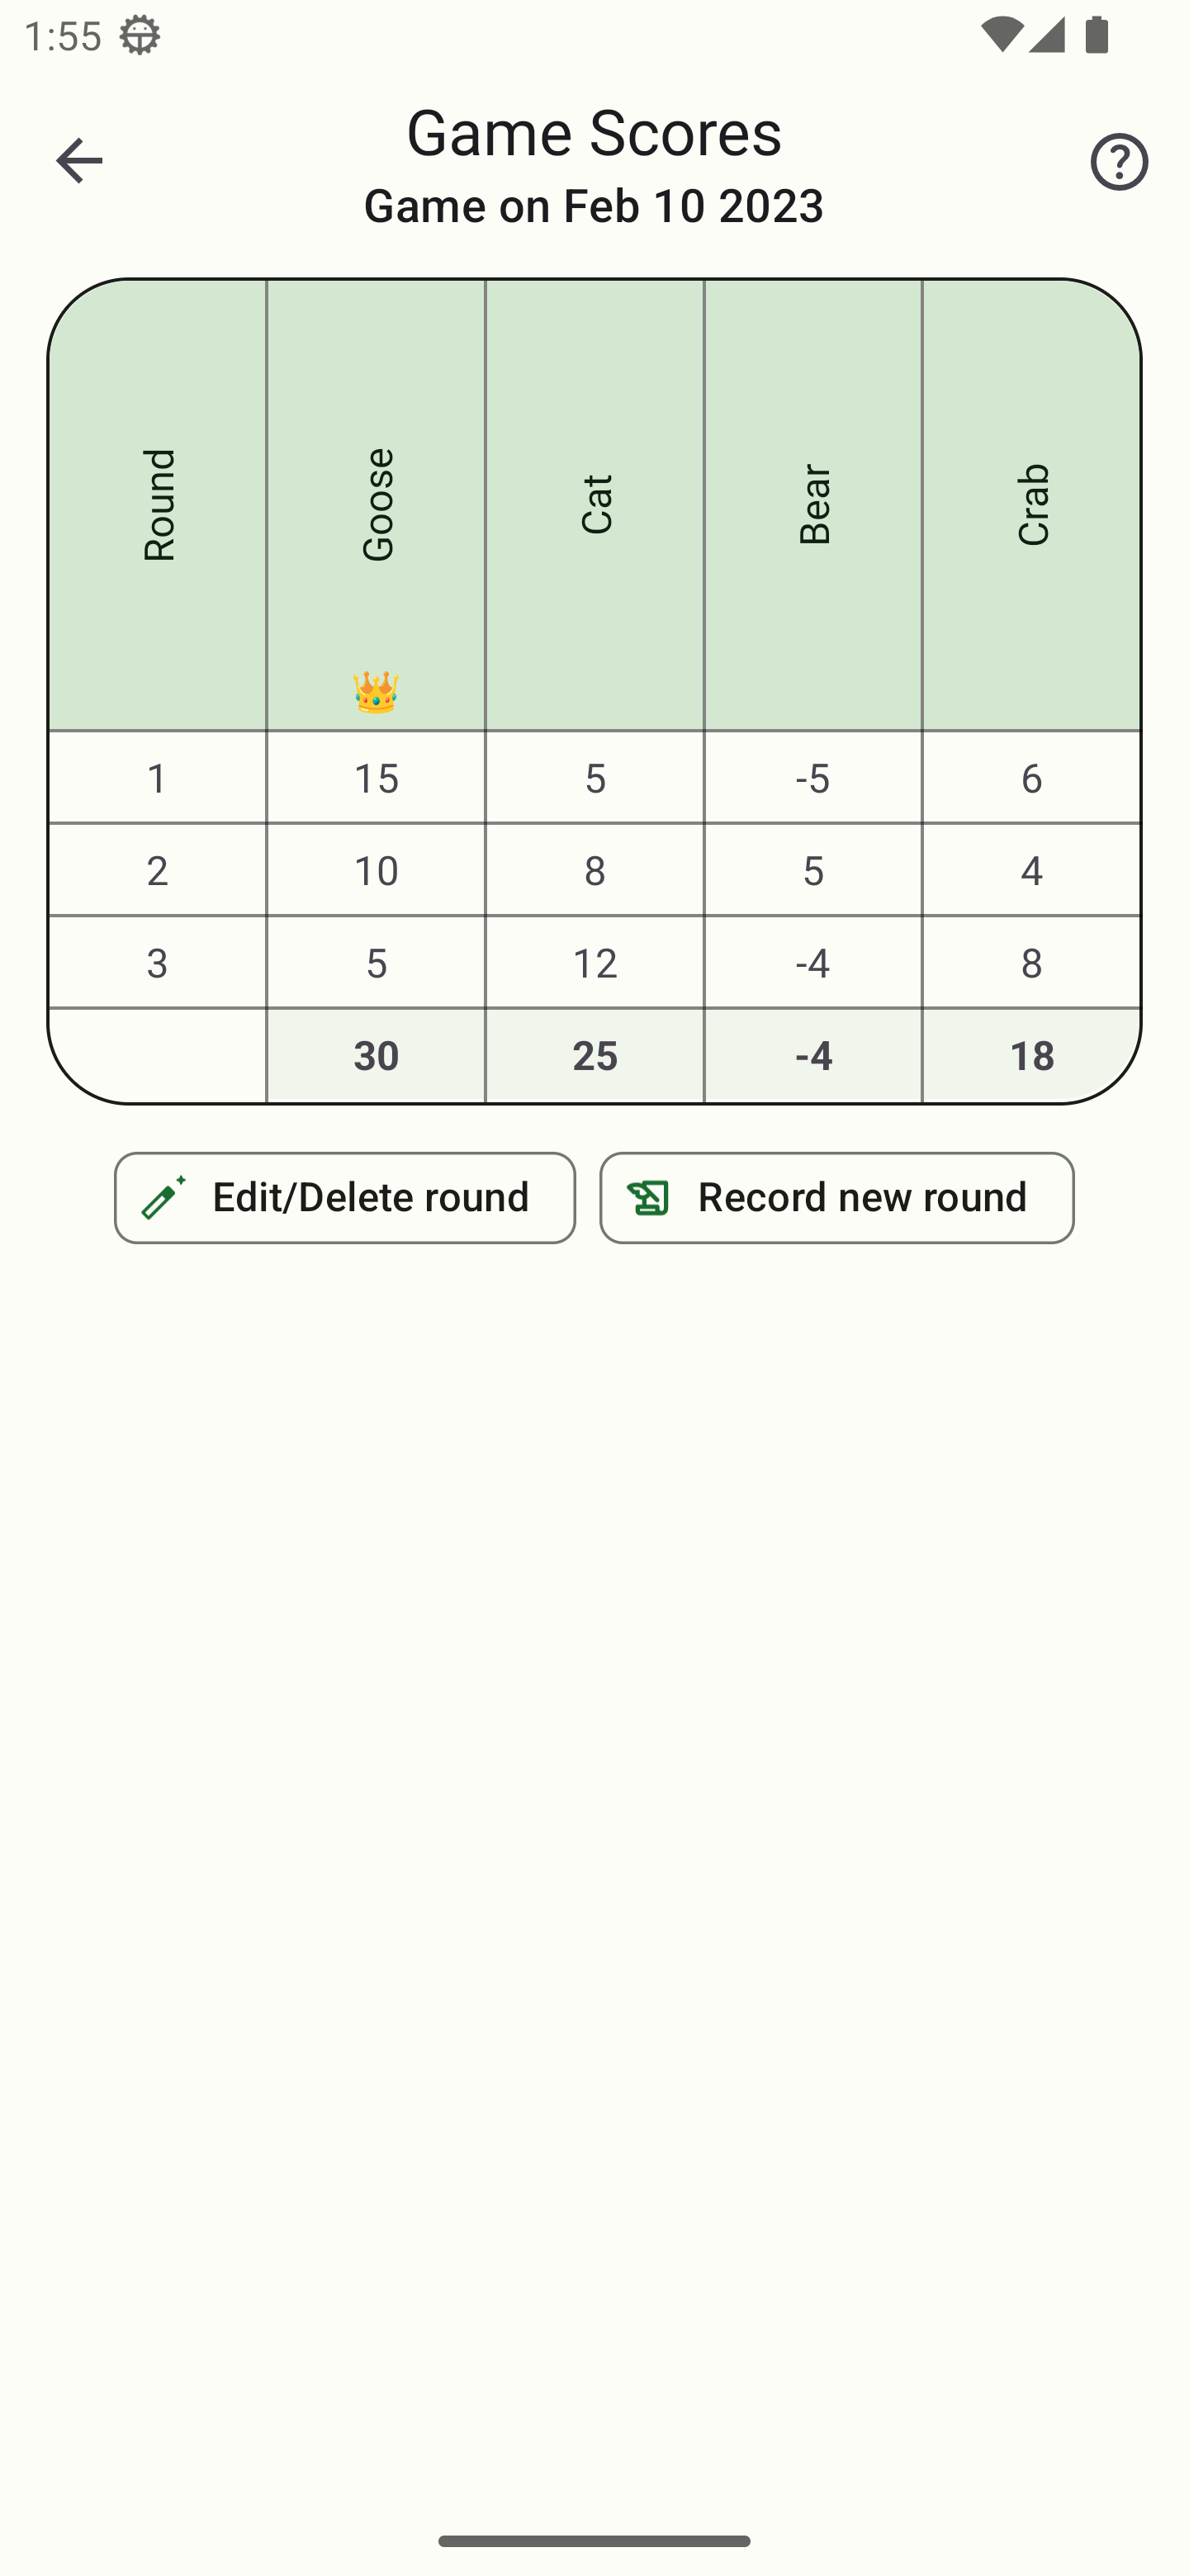 1:55
Game Scores
Game on Feb 10 2023
Round Goose Cat Bear Crab
1 15 5 -5 6
2 10 8 5 4
3 5 12 -4 8
30 25 -4 18
Edit/Delete round Record new round